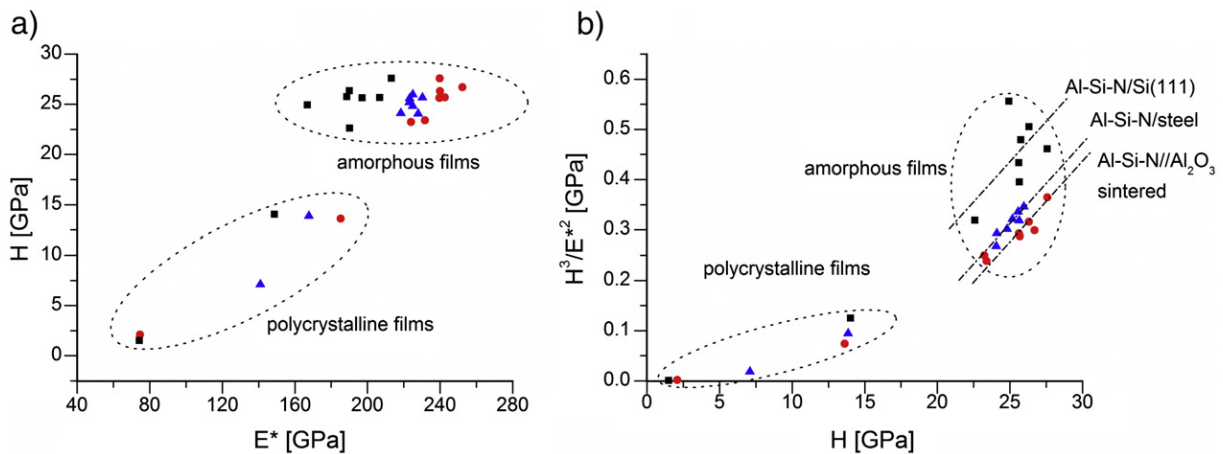 a)
30
25
20
15
10
5
0
H [GPa]
amorphous films
polycrystalline films
40 80 120 160 200 240 280
E* [GPa]
b)
0.6
0.5
0.4
0.3
0.2
0.1
0.0
H³/E*² [GPa]
Al-Si-N/Si(111)
Al-Si-N/steel
amorphous films
Al-Si-N//Al₂O₃
sintered
polycrystalline films
0 5 10 15 20 25 30
H [GPa]